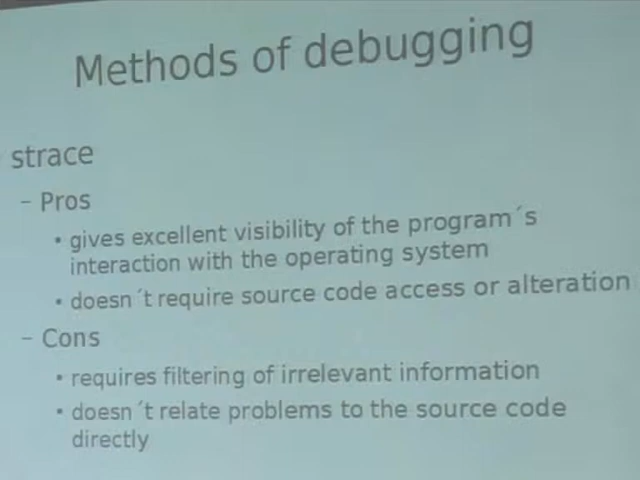 Methods of debugging
strace
– Pros
• gives excellent visibility of the program´s
interaction with the operating system
• doesn´t require source code access or alteration
– Cons
• requires filtering of irrelevant information
• doesn´t relate problems to the source code
directly